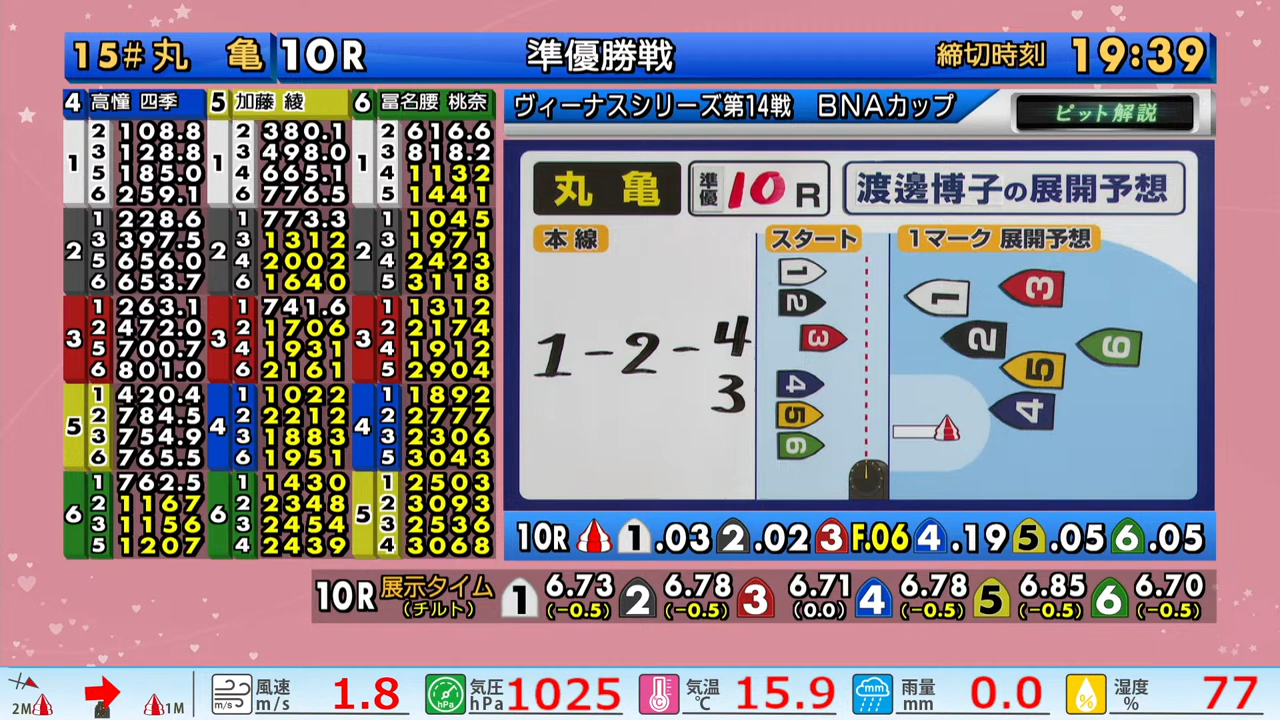 15#丸 亀 10R 準優勝戦 締切時刻 19:39
4 高憧 四季 5 加藤 綾 6 冨名腰 桃奈
1 2 108.8 1 2 380.1 1 2 616.6
3 128.8 3 498.0 3 818.2
5 185.0 4 665.1 4 1132
6 259.1 6 776.5 5 1441
2 1 228.6 2 1 773.3 2 1 1045
3 397.5 3 1312 3 1971
5 656.0 4 2002 4 2423
6 653.7 6 1640 5 3118
3 1 263.1 3 1 741.6 3 1 1312
2 472.0 2 1706 2 2174
5 700.7 4 1931 4 1912
6 801.0 6 2161 5 2904
5 1 420.4 4 1 1022 4 1 1892
2 784.5 2 2212 2 2777
3 754.9 3 1883 3 2306
6 765.5 6 1951 5 3043
6 1 762.5 6 1 1430 5 1 2503
2 1167 2 2348 2 3093
3 1156 3 2454 3 2536
5 1207 4 2439 4 3068
ヴィーナスシリーズ第14戦 BNAカップ ピット解説
丸 亀 準優 10R 渡邊博子の展開予想
本線 スタート 1マーク 展開予想
1-2-4
3
1
2
3
4
5
6
1 3
2 6
5
4
10R 1 .03 2 .02 3 F.06 4 .19 5 .05 6 .05
10R 展示タイム (チルト) 1 6.73 (-0.5) 2 6.78 (-0.5) 3 6.71 (0.0) 4 6.78 (-0.5) 5 6.85 (-0.5) 6 6.70 (-0.5)
2M 1M m/s 風速 m/s 1.8 hPa 気圧 hPa 1025 ℃ 気温 ℃ 15.9 mm 雨量 mm 0.0 % 湿度 % 77